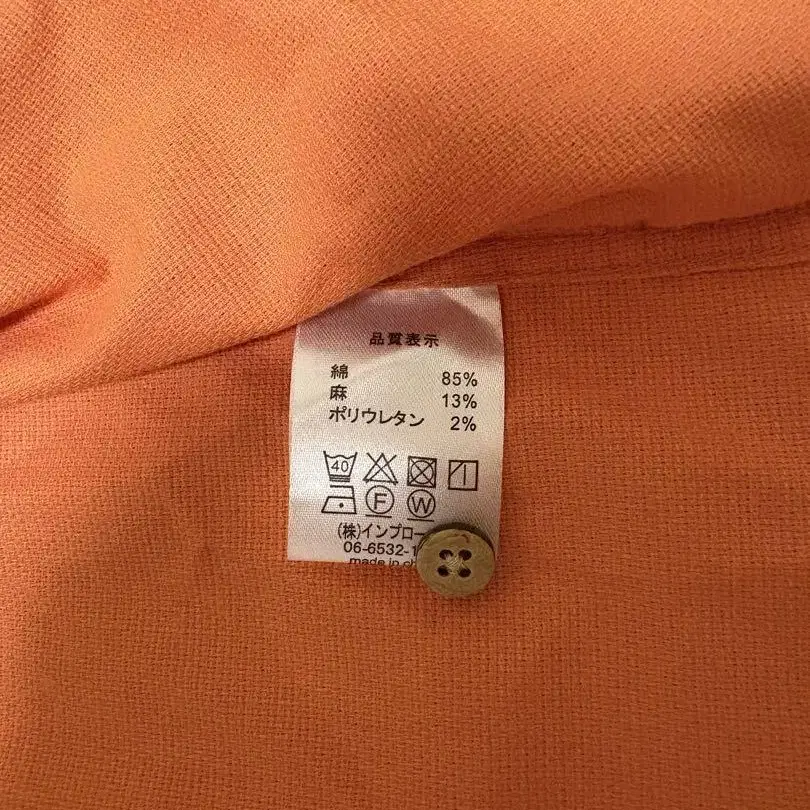 品質表示
綿 85%
麻 13%
ポリウレタン 2%
40
F W
(株)インプロー
06-6532-1
made in ch